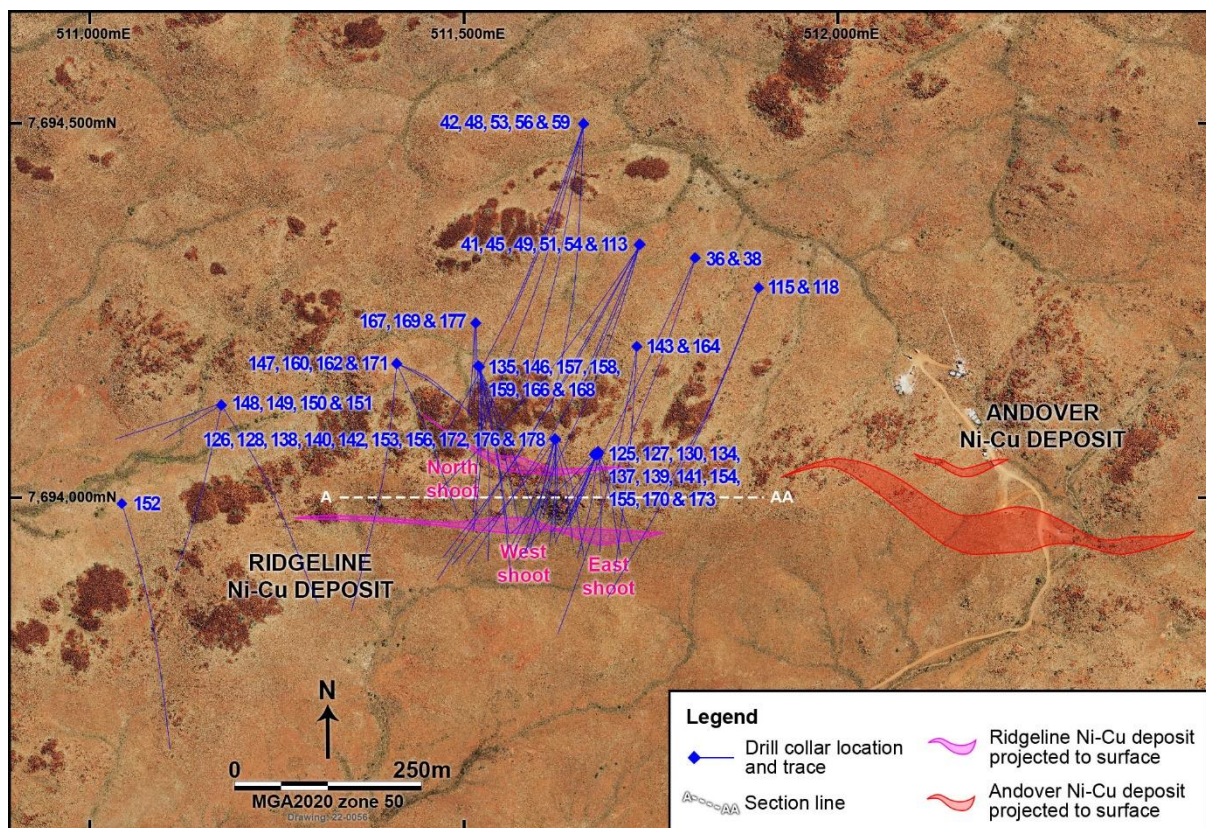 511,000mE
511,500mE
512,000mE
7,694,500mN
42, 48, 53, 56 & 59
41, 45 ,49, 51, 54 & 113
36 & 38
115 & 118
167, 169 & 177
143 & 164
147, 160, 162 & 171
135, 146, 157, 158,
159, 166 & 168
148, 149, 150 & 151
ANDOVER
Ni-Cu DEPOSIT
126, 128, 138, 140, 142, 153, 156, 172, 176 & 178
125, 127, 130, 134,
137, 139, 141, 154,
155, 170 & 173
North
shoot
7,694,000mN
152
A
AA
RIDGELINE
Ni-Cu DEPOSIT
West
shoot
East
shoot
N
0
250m
MGA2020 zone 50
Drawing: 22-0056
Legend
Drill collar location
and trace
A
AA
Section line
Ridgeline Ni-Cu deposit
projected to surface
Andover Ni-Cu deposit
projected to surface